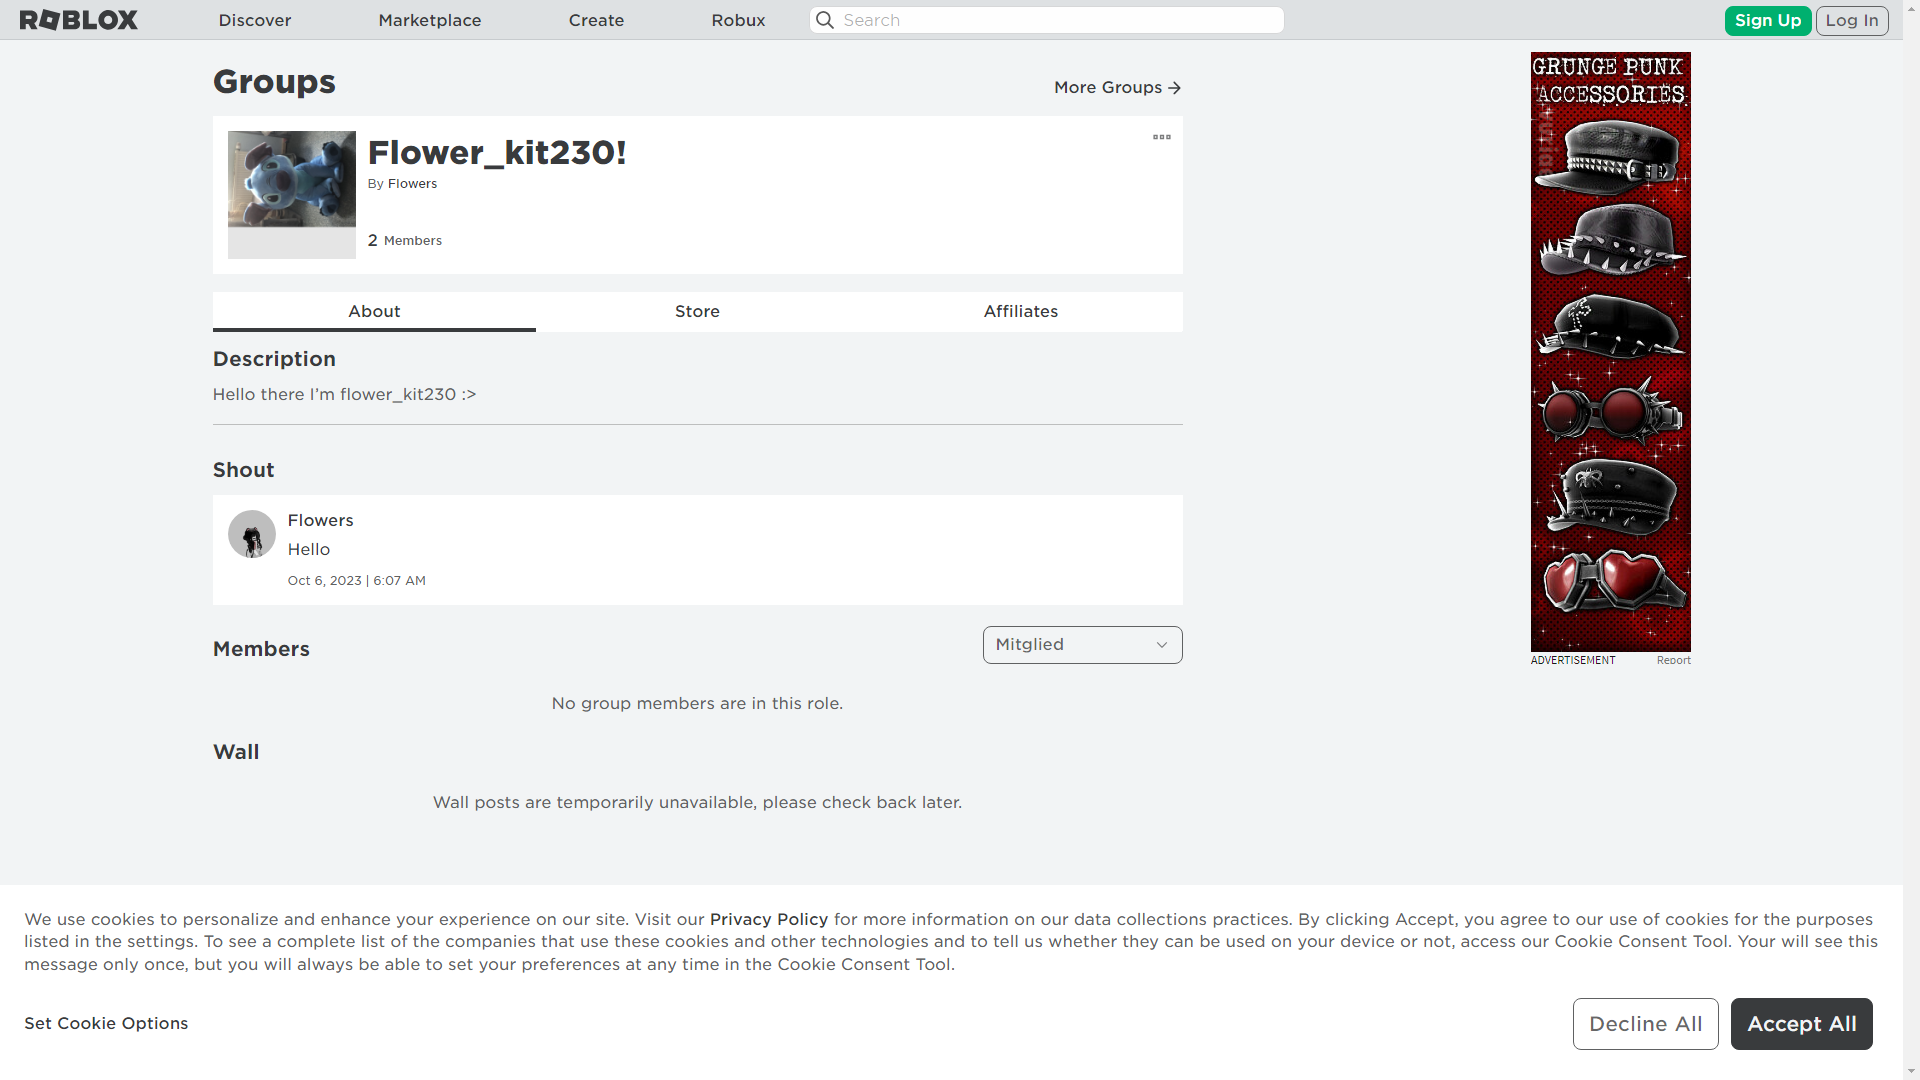 ROBLOX
Discover
Marketplace
Create
Robux
Search
Sign Up
Log In
Groups
More Groups
Flower_kit230!
By Flowers
2 Members
About
Store
Affiliates
Description
Hello there I’m flower_kit230 :>
Shout
Flowers
Hello
Oct 6, 2023 | 6:07 AM
Members
Mitglied
No group members are in this role.
Wall
Wall posts are temporarily unavailable, please check back later.
GRUNGE PUNK
ACCESSORIES
ADVERTISEMENT
Report
We use cookies to personalize and enhance your experience on our site. Visit our Privacy Policy for more information on our data collections practices. By clicking Accept, you agree to our use of cookies for the purposes
listed in the settings. To see a complete list of the companies that use these cookies and other technologies and to tell us whether they can be used on your device or not, access our Cookie Consent Tool. Your will see this
message only once, but you will always be able to set your preferences at any time in the Cookie Consent Tool.
Set Cookie Options
Decline All
Accept All